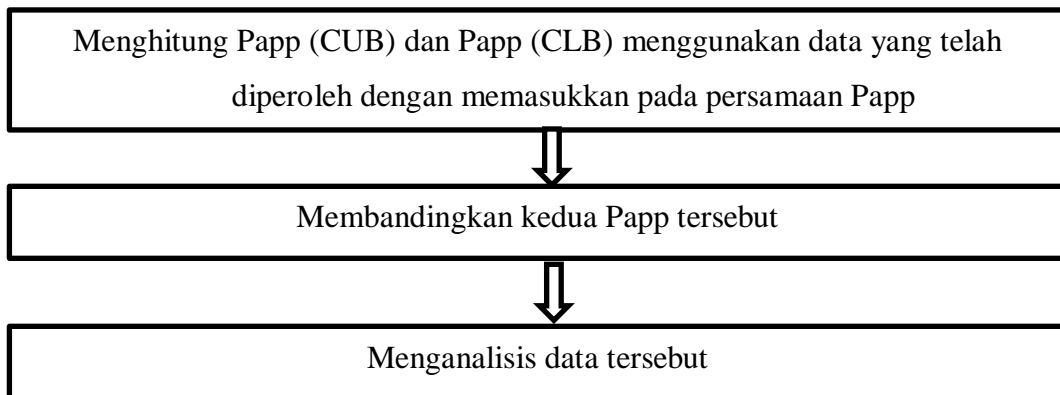 Menghitung Papp (CUB) dan Papp (CLB) menggunakan data yang telah
diperoleh dengan memasukkan pada persamaan Papp
Membandingkan kedua Papp tersebut
Menganalisis data tersebut